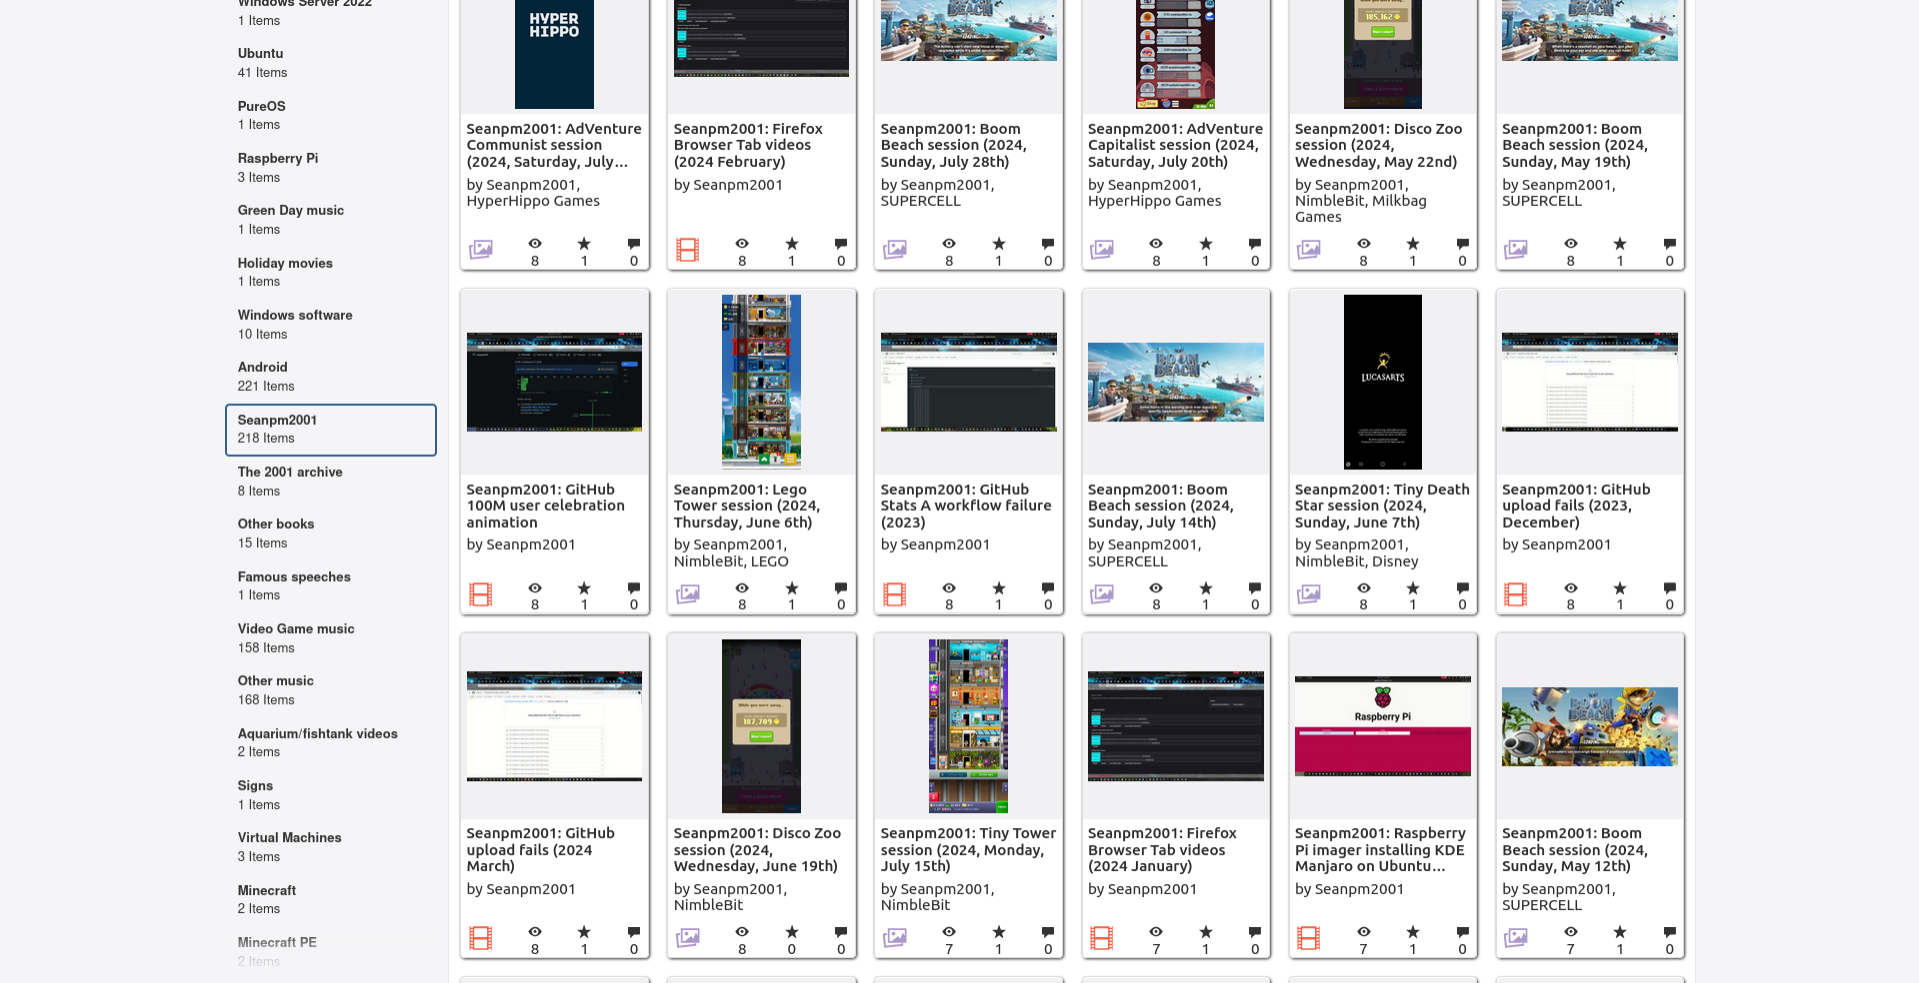 Windows Server 2022
1 Items
Ubuntu
41 Items
PureOS
1 Items
Raspberry Pi
3 Items
Green Day music
1 Items
Holiday movies
1 Items
Windows software
10 Items
Android
221 Items
Seanpm2001
218 Items
The 2001 archive
8 Items
Other books
15 Items
Famous speeches
1 Items
Video Game music
158 Items
Other music
168 Items
Aquarium/fishtank videos
2 Items
Signs
1 Items
Virtual Machines
3 Items
Minecraft
2 Items
Minecraft PE
2 Items
HYPER
HIPPO
Seanpm2001: AdVenture
Communist session
(2024, Saturday, July...
by Seanpm2001,
HyperHippo Games
8 1 0
Seanpm2001: Firefox
Browser Tab videos
(2024 February)
by Seanpm2001
8 1 0
BEACH
Seanpm2001: Boom
Beach session (2024,
Sunday, July 28th)
by Seanpm2001,
SUPERCELL
8 1 0
Seanpm2001: AdVenture
Capitalist session (2024,
Saturday, July 20th)
by Seanpm2001,
HyperHippo Games
8 1 0
185,162
Seanpm2001: Disco Zoo
session (2024,
Wednesday, May 22nd)
by Seanpm2001,
NimbleBit, Milkbag
Games
8 1 0
BEACH
Seanpm2001: Boom
Beach session (2024,
Sunday, May 19th)
by Seanpm2001,
SUPERCELL
8 1 0
Seanpm2001: GitHub
100M user celebration
animation
by Seanpm2001
8 1 0
Seanpm2001: Lego
Tower session (2024,
Thursday, June 6th)
by Seanpm2001,
NimbleBit, LEGO
8 1 0
Seanpm2001: GitHub
Stats A workflow failure
(2023)
by Seanpm2001
8 1 0
BOOM
BEACH
Seanpm2001: Boom
Beach session (2024,
Sunday, July 14th)
by Seanpm2001,
SUPERCELL
8 1 0
LUCASARTS
Seanpm2001: Tiny Death
Star session (2024,
Sunday, June 7th)
by Seanpm2001,
NimbleBit, Disney
8 1 0
Seanpm2001: GitHub
upload fails (2023,
December)
by Seanpm2001
8 1 0
Seanpm2001: GitHub
upload fails (2024
March)
by Seanpm2001
8 1 0
While you were away...
187,709
Seanpm2001: Disco Zoo
session (2024,
Wednesday, June 19th)
by Seanpm2001,
NimbleBit
8 0 0
Seanpm2001: Tiny Tower
session (2024, Monday,
July 15th)
by Seanpm2001,
NimbleBit
7 1 0
Seanpm2001: Firefox
Browser Tab videos
(2024 January)
by Seanpm2001
7 1 0
Raspberry Pi
Seanpm2001: Raspberry
Pi imager installing KDE
Manjaro on Ubuntu...
by Seanpm2001
7 1 0
BOOM
BEACH
Seanpm2001: Boom
Beach session (2024,
Sunday, May 12th)
by Seanpm2001,
SUPERCELL
7 1 0